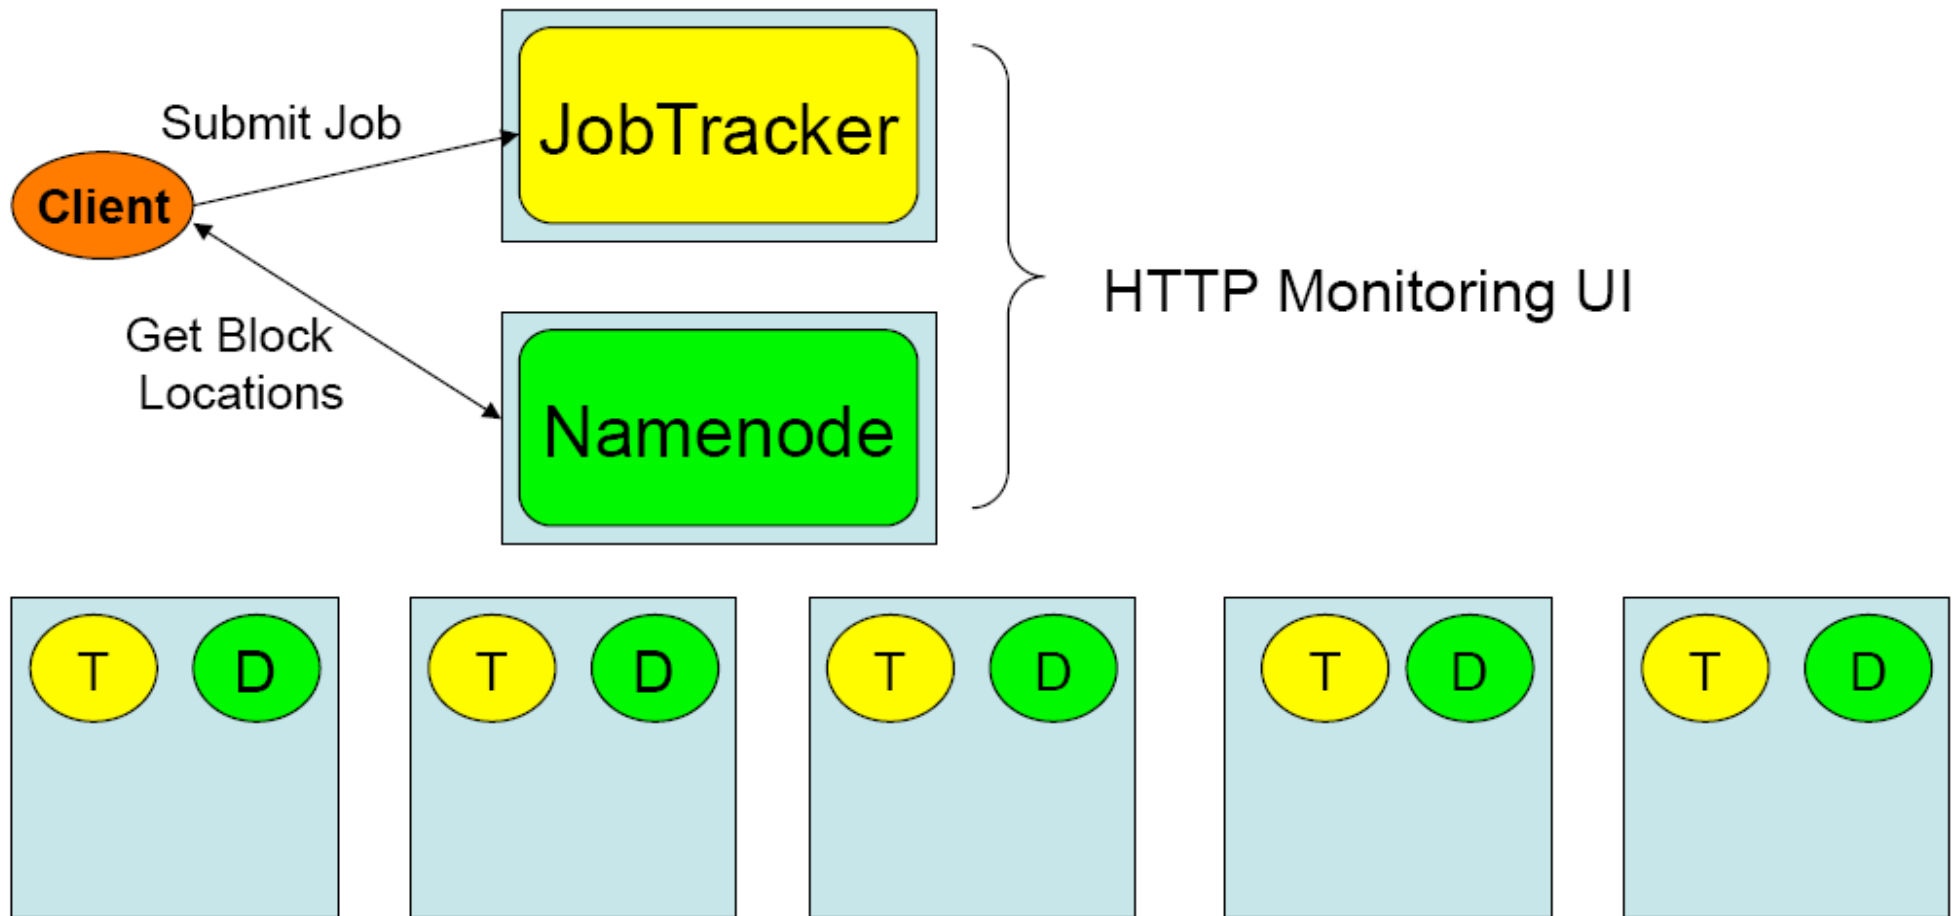 Submit Job
JobTracker
Client
HTTP Monitoring UI
Get Block
Locations
Namenode
T D T D T D T D T D